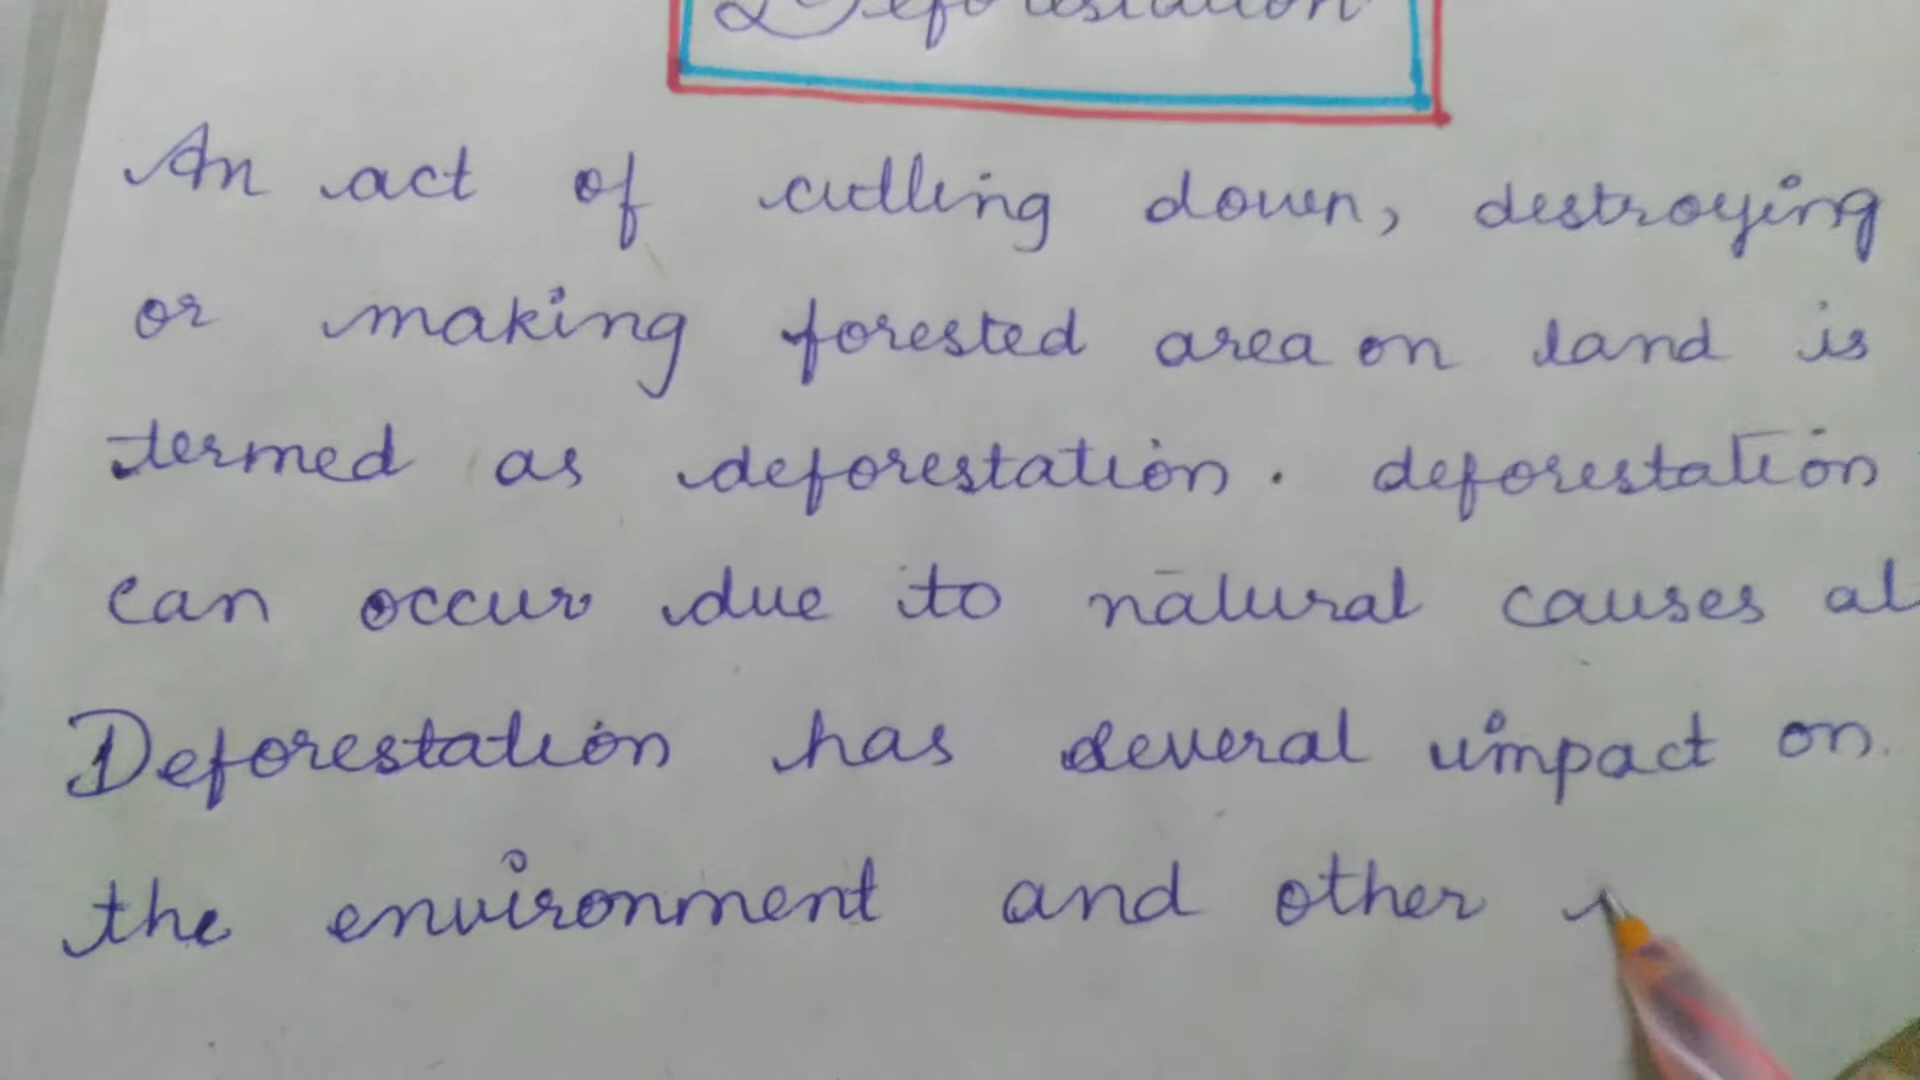 Deforestation
An act of cutting down, destroying
or making forested area on land is
termed as deforestation. deforestation
can occur due to natural causes al
Deforestation has several impact on
the environment and other